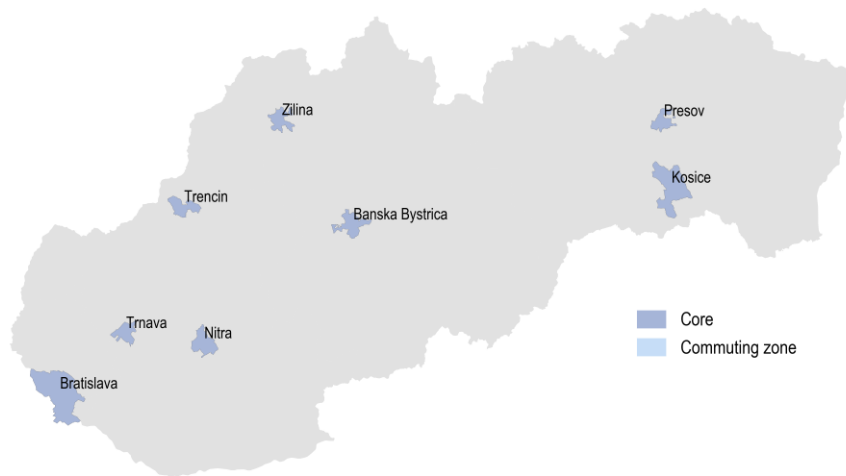 Zilina
Presov
Kosice
Trencin
Banska Bystrica
Trnava
Nitra
Core
Commuting zone
Bratislava